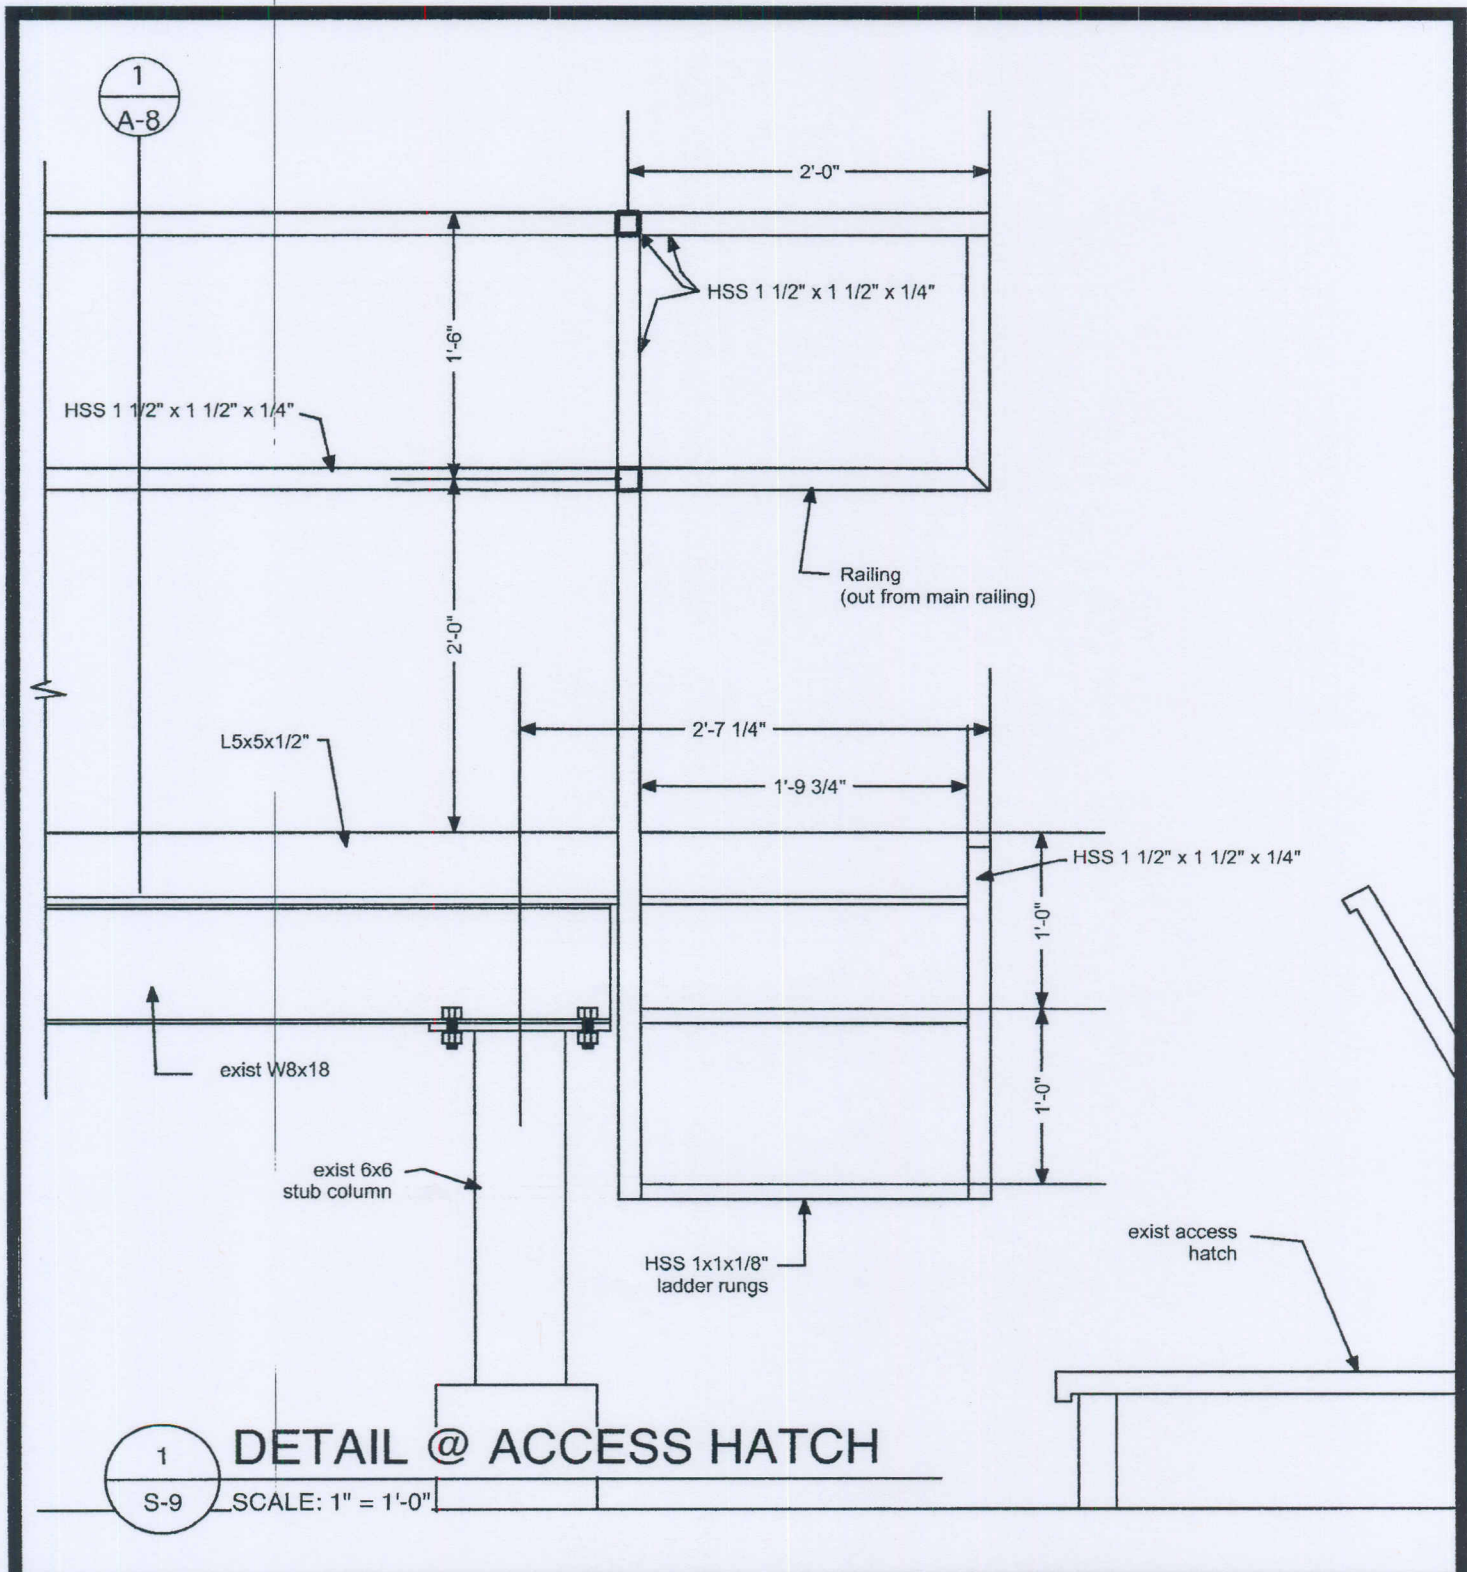 1
A-8
2'-0"
HSS 1 1/2" x 1 1/2" x 1/4"
1'-6"
HSS 1 1/2" x 1 1/2" x 1/4"
Railing
(out from main railing)
2'-0"
2'-7 1/4"
L5x5x1/2"
1'-9 3/4"
HSS 1 1/2" x 1 1/2" x 1/4"
1'-0"
exist W8x18
1'-0"
exist 6x6
stub column
HSS 1x1x1/8"
ladder rungs
exist access
hatch
1
S-9
DETAIL @ ACCESS HATCH
SCALE: 1" = 1'-0"